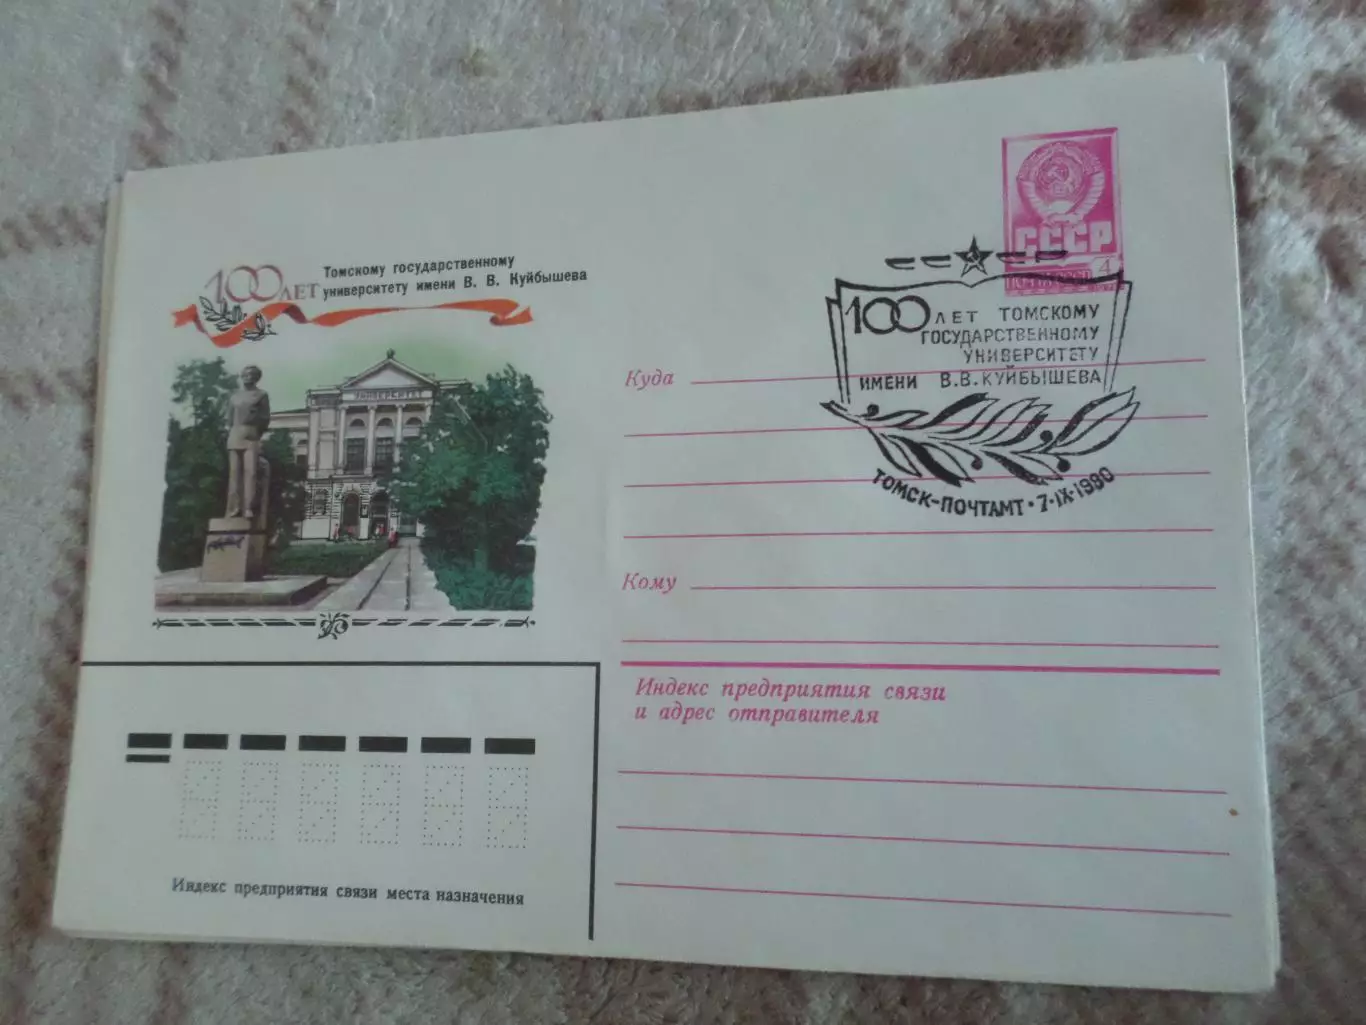 100 ЛЕТ
Томскому государственному
университету имени В. В. Куйбышева
УНИВЕРСИТЕТ
СССР
ПОЧТА СССР 4
100 ЛЕТ ТОМСКОМУ
ГОСУДАРСТВЕННОМУ
УНИВЕРСИТЕТУ
ИМЕНИ В.В.КУЙБЫШЕВА
ТОМСК-ПОЧТАМТ · 7·IX·1980
Куда
Кому
Индекс предприятия связи
и адрес отправителя
Индекс предприятия связи места назначения